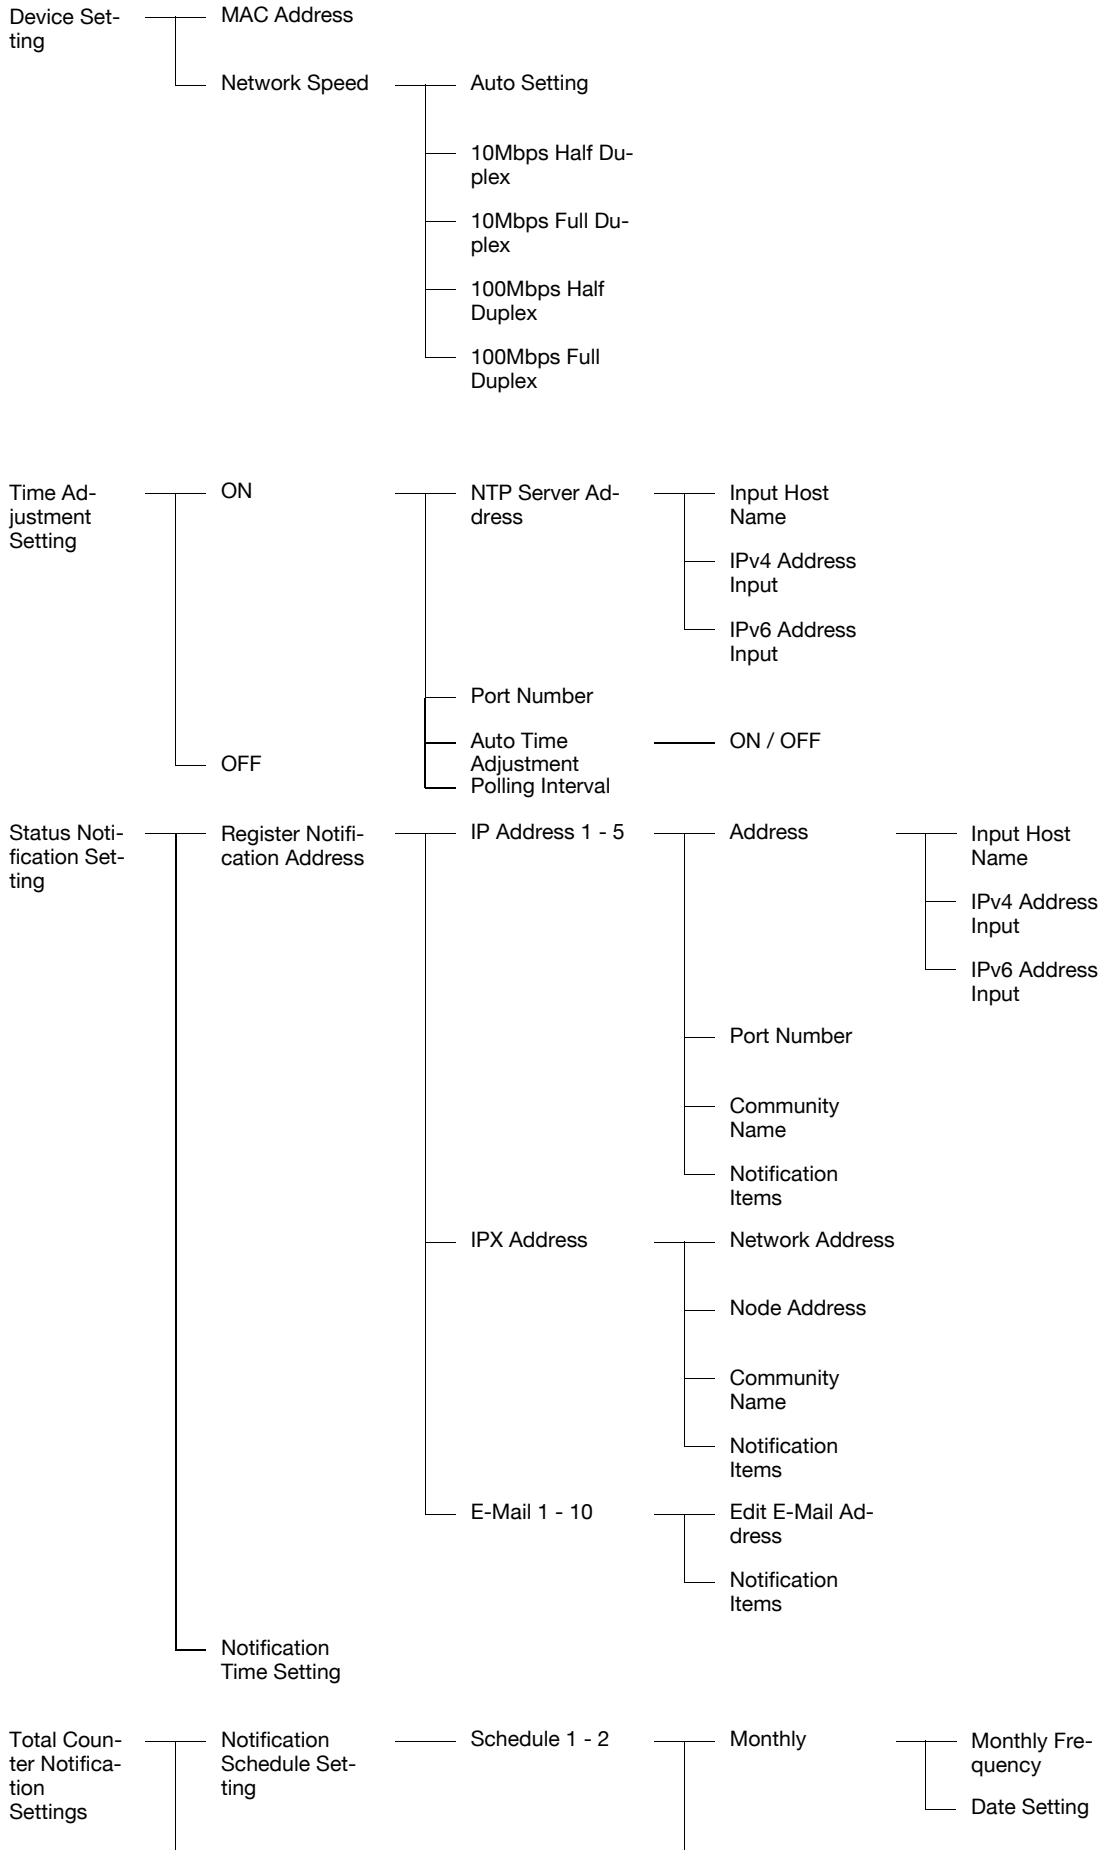 Device Set-
ting
MAC Address
Network Speed
Auto Setting
10Mbps Half Du-
plex
10Mbps Full Du-
plex
100Mbps Half
Duplex
100Mbps Full
Duplex
Time Ad-
justment
Setting
ON
NTP Server Ad-
dress
Input Host
Name
IPv4 Address
Input
IPv6 Address
Input
Port Number
Auto Time
Adjustment
ON / OFF
Polling Interval
OFF
Status Noti-
fication Set-
ting
Register Notifi-
cation Address
IP Address 1 - 5
Address
Input Host
Name
IPv4 Address
Input
IPv6 Address
Input
Port Number
Community
Name
Notification
Items
IPX Address
Network Address
Node Address
Community
Name
Notification
Items
E-Mail 1 - 10
Edit E-Mail Ad-
dress
Notification
Items
Notification
Time Setting
Total Coun-
ter Notifica-
tion
Settings
Notification
Schedule Set-
ting
Schedule 1 - 2
Monthly
Monthly Fre-
quency
Date Setting